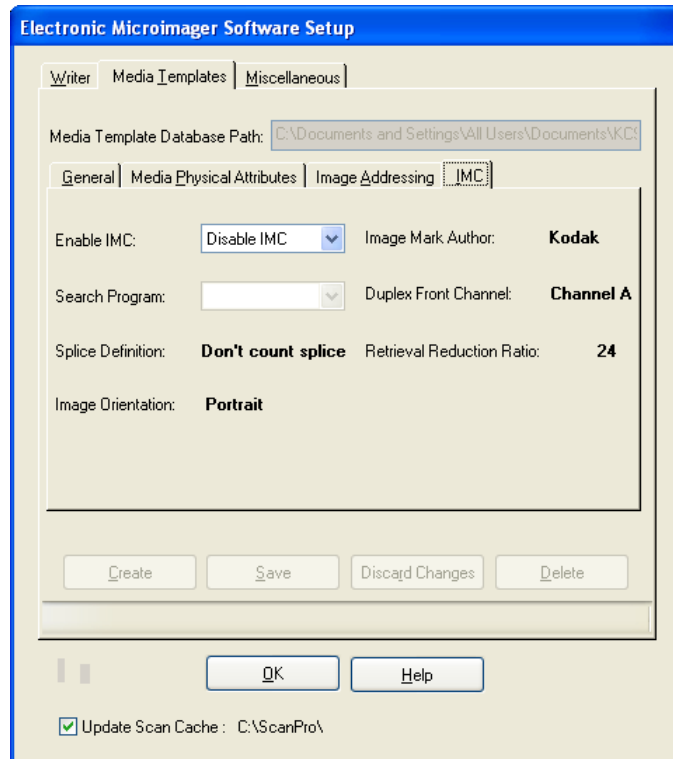 Electronic Microimager Software Setup
Writer Media Templates Miscellaneous
Media Template Database Path: C:\Documents and Settings\All Users\Documents\KCS
General Media Physical Attributes Image Addressing IMC
Enable IMC: Disable IMC Image Mark Author: Kodak
Search Program: Duplex Front Channel: Channel A
Splice Definition: Don't count splice Retrieval Reduction Ratio: 24
Image Orientation: Portrait
Create Save Discard Changes Delete
OK Help
Update Scan Cache : C:\ScanPro\